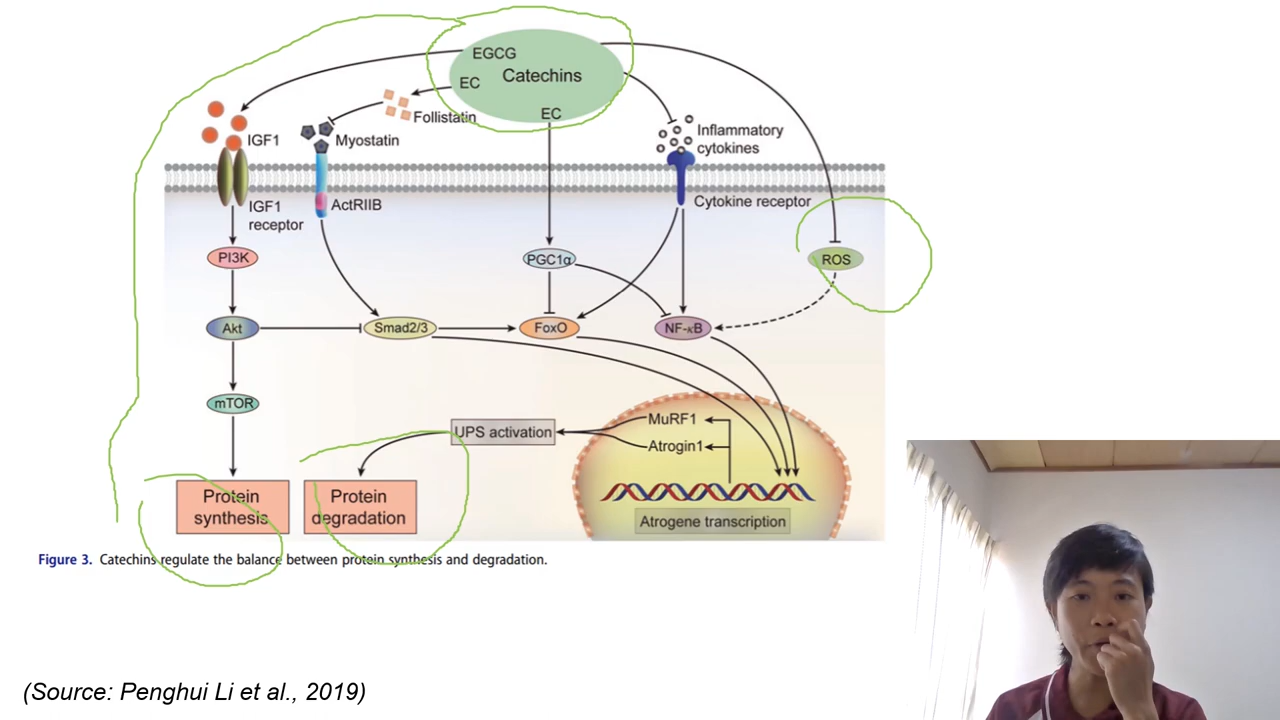 EGCG
EC
Catechins
EC
Follistatin
IGF1
Myostatin
Inflammatory
cytokines
IGF1
receptor
ActRIIB
Cytokine receptor
PI3K
PGC1α
ROS
Akt
Smad2/3
FoxO
NF-κB
mTOR
UPS activation
MuRF1
Atrogin1
Protein
synthesis
Protein
degradation
Atrogene transcription
Figure 3. Catechins regulate the balance between protein synthesis and degradation.
(Source: Penghui Li et al., 2019)